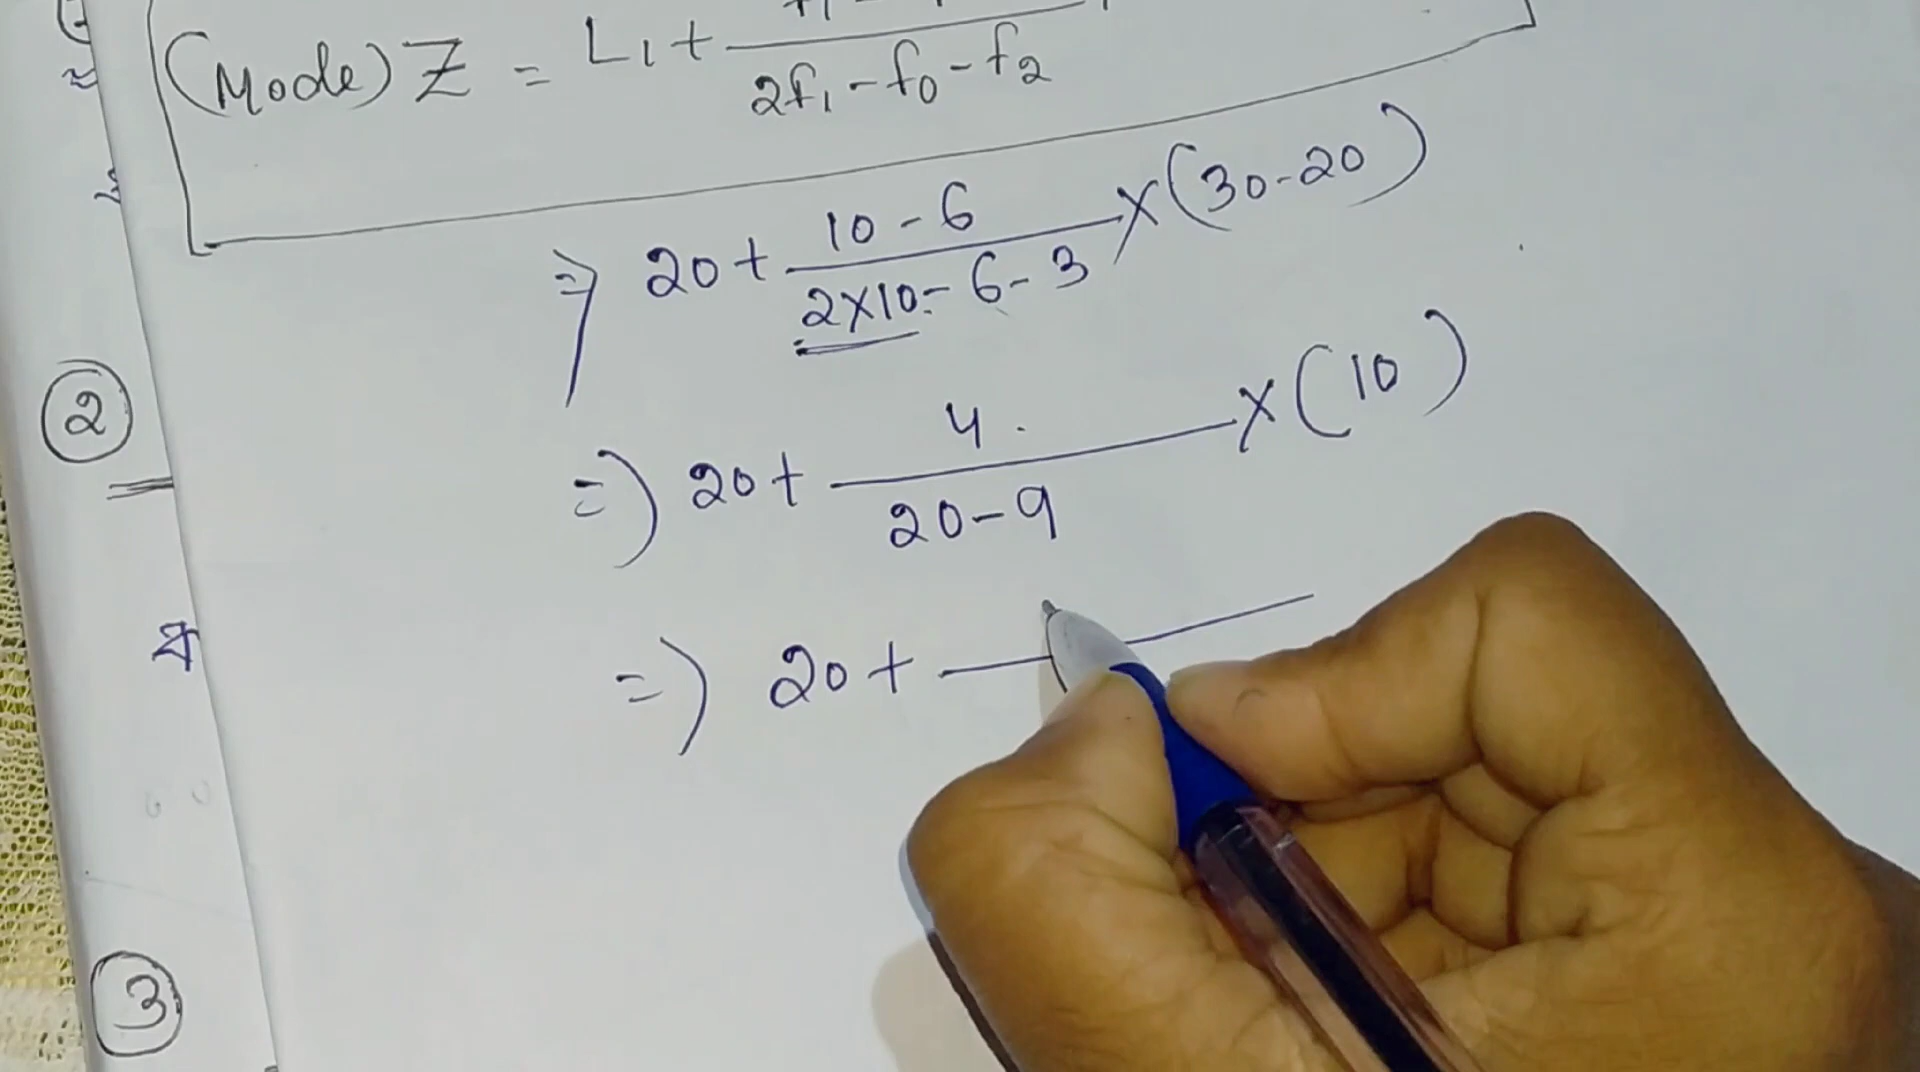 (Mode) Z = L1 + ——— / 2f1 - f0 - f2
=> 20 + 10 - 6 / 2×10 - 6 - 3 × (30 - 20)
② => 20 + 4 / 20 - 9 × (10)
=> 20 +
③